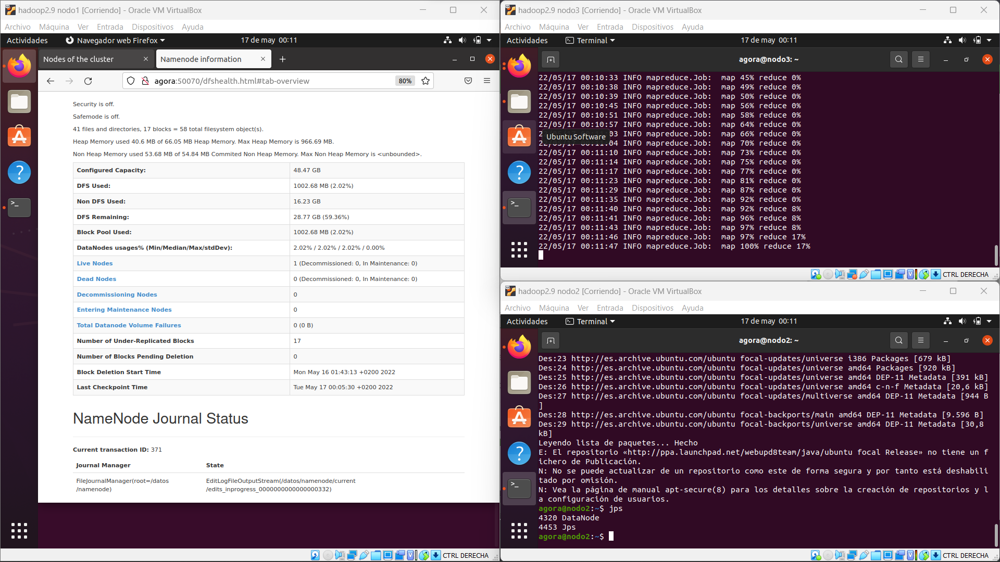 hadoop2.9 nodo1 [Corriendo] - Oracle VM VirtualBox
Archivo Máquina Ver Entrada Dispositivos Ayuda
Actividades Navegador web Firefox 17 de may 00:11
Nodes of the cluster Namenode information
agora:50070/dfshealth.html#tab-overview 80%
Security is off.
Safemode is off.
41 files and directories, 17 blocks = 58 total filesystem object(s).
Heap Memory used 40.6 MB of 66.05 MB Heap Memory. Max Heap Memory is 966.69 MB.
Non Heap Memory used 53.68 MB of 54.84 MB Commited Non Heap Memory. Max Non Heap Memory is <unbounded>.
Configured Capacity: 48.47 GB
DFS Used: 1002.68 MB (2.02%)
Non DFS Used: 16.23 GB
DFS Remaining: 28.77 GB (59.36%)
Block Pool Used: 1002.68 MB (2.02%)
DataNodes usages% (Min/Median/Max/stdDev): 2.02% / 2.02% / 2.02% / 0.00%
Live Nodes 1 (Decommissioned: 0, In Maintenance: 0)
Dead Nodes 0 (Decommissioned: 0, In Maintenance: 0)
Decommissioning Nodes 0
Entering Maintenance Nodes 0
Total Datanode Volume Failures 0 (0 B)
Number of Under-Replicated Blocks 17
Number of Blocks Pending Deletion 0
Block Deletion Start Time Mon May 16 01:43:13 +0200 2022
Last Checkpoint Time Tue May 17 00:05:30 +0200 2022
NameNode Journal Status
Current transaction ID: 371
Journal Manager State
FileJournalManager(root=/datos EditLogFileOutputStream(/datos/namenode/current
/namenode) /edits_inprogress_0000000000000000332)
CTRL DERECHA
hadoop2.9 nodo3 [Corriendo] - Oracle VM VirtualBox
Archivo Máquina Ver Entrada Dispositivos Ayuda
Actividades Terminal 17 de may 00:11
agora@nodo3: ~
22/05/17 00:10:33 INFO mapreduce.Job:  map 45% reduce 0%
22/05/17 00:10:38 INFO mapreduce.Job:  map 49% reduce 0%
22/05/17 00:10:39 INFO mapreduce.Job:  map 50% reduce 0%
22/05/17 00:10:45 INFO mapreduce.Job:  map 56% reduce 0%
22/05/17 00:10:51 INFO mapreduce.Job:  map 58% reduce 0%
22/05/17 00:10:57 INFO mapreduce.Job:  map 64% reduce 0%
03 INFO mapreduce.Job:  map 66% reduce 0%
Ubuntu Software
04 INFO mapreduce.Job:  map 70% reduce 0%
22/05/17 00:11:10 INFO mapreduce.Job:  map 73% reduce 0%
22/05/17 00:11:14 INFO mapreduce.Job:  map 75% reduce 0%
22/05/17 00:11:17 INFO mapreduce.Job:  map 77% reduce 0%
22/05/17 00:11:23 INFO mapreduce.Job:  map 81% reduce 0%
22/05/17 00:11:29 INFO mapreduce.Job:  map 87% reduce 0%
22/05/17 00:11:35 INFO mapreduce.Job:  map 92% reduce 0%
22/05/17 00:11:40 INFO mapreduce.Job:  map 92% reduce 8%
22/05/17 00:11:41 INFO mapreduce.Job:  map 96% reduce 8%
22/05/17 00:11:43 INFO mapreduce.Job:  map 97% reduce 8%
22/05/17 00:11:46 INFO mapreduce.Job:  map 97% reduce 17%
22/05/17 00:11:47 INFO mapreduce.Job:  map 100% reduce 17%
CTRL DERECHA
hadoop2.9 nodo2 [Corriendo] - Oracle VM VirtualBox
Archivo Máquina Ver Entrada Dispositivos Ayuda
Actividades Terminal 17 de may 00:11
agora@nodo2: ~
Des:23 http://es.archive.ubuntu.com/ubuntu focal-updates/universe i386 Packages [679 kB]
Des:24 http://es.archive.ubuntu.com/ubuntu focal-updates/universe amd64 Packages [920 kB]
Des:25 http://es.archive.ubuntu.com/ubuntu focal-updates/universe amd64 DEP-11 Metadata [391 kB]
Des:26 http://es.archive.ubuntu.com/ubuntu focal-updates/universe amd64 c-n-f Metadata [20,6 kB]
Des:27 http://es.archive.ubuntu.com/ubuntu focal-updates/multiverse amd64 DEP-11 Metadata [944 B
]
Des:28 http://es.archive.ubuntu.com/ubuntu focal-backports/main amd64 DEP-11 Metadata [9.596 B]
Des:29 http://es.archive.ubuntu.com/ubuntu focal-backports/universe amd64 DEP-11 Metadata [30,8
kB]
Leyendo lista de paquetes... Hecho
E: El repositorio «http://ppa.launchpad.net/webupd8team/java/ubuntu focal Release» no tiene un f
ichero de Publicación.
N: No se puede actualizar de un repositorio como este de forma segura y por tanto está deshabili
tado por omisión.
N: Vea la página de manual apt-secure(8) para los detalles sobre la creación de repositorios y l
a configuración de usuarios.
agora@nodo2:~$ jps
4320 DataNode
4453 Jps
agora@nodo2:~$
CTRL DERECHA